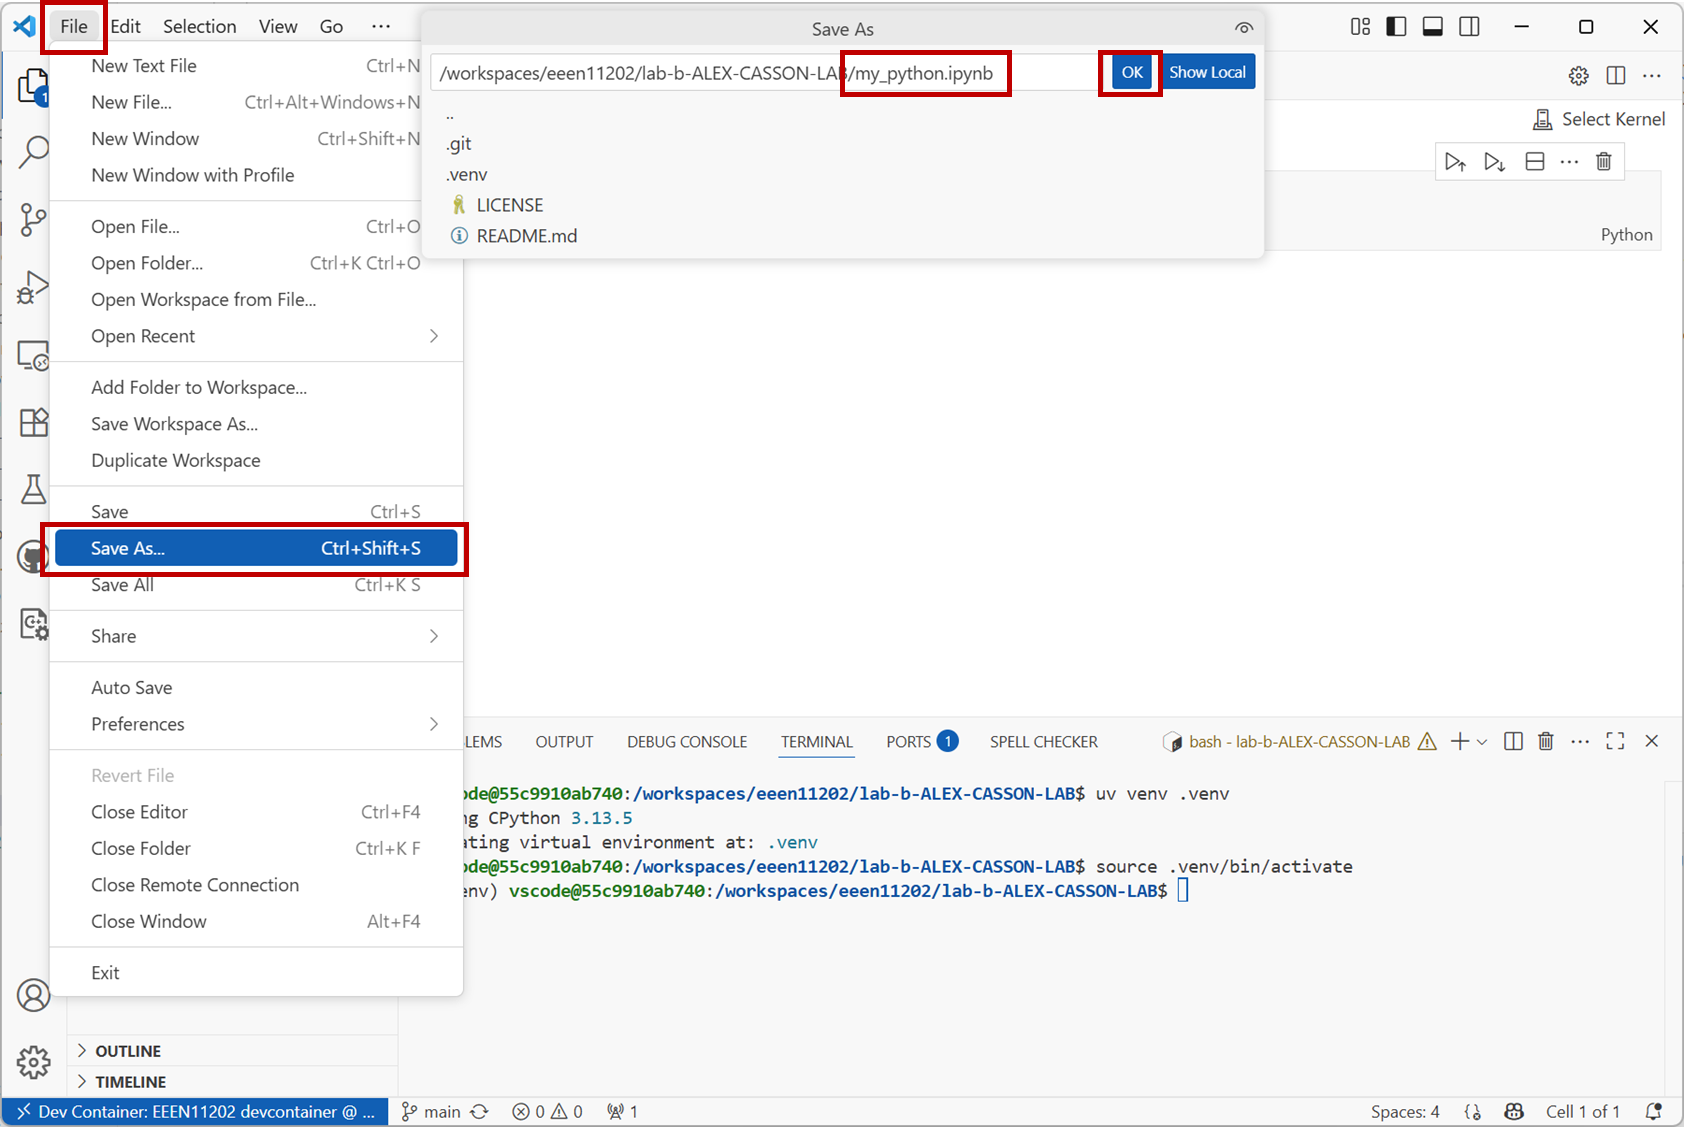 File Edit Selection View Go ···
Save As
/workspaces/eeen11202/lab-b-ALEX-CASSON-LAB/my_python.ipynb OK Show Local
..
.git
.venv
LICENSE
README.md
New Text File Ctrl+N
New File... Ctrl+Alt+Windows+N
New Window Ctrl+Shift+N
New Window with Profile
Open File... Ctrl+O
Open Folder... Ctrl+K Ctrl+O
Open Workspace from File...
Open Recent
Add Folder to Workspace...
Save Workspace As...
Duplicate Workspace
Save Ctrl+S
Save As... Ctrl+Shift+S
Save All Ctrl+K S
Share
Auto Save
Preferences
Revert File
Close Editor Ctrl+F4
Close Folder Ctrl+K F
Close Remote Connection
Close Window Alt+F4
Exit
1
Select Kernel
Python
LEMS OUTPUT DEBUG CONSOLE TERMINAL PORTS 1 SPELL CHECKER bash - lab-b-ALEX-CASSON-LAB
ode@55c9910ab740:/workspaces/eeen11202/lab-b-ALEX-CASSON-LAB$ uv venv .venv
ng CPython 3.13.5
ating virtual environment at: .venv
ode@55c9910ab740:/workspaces/eeen11202/lab-b-ALEX-CASSON-LAB$ source .venv/bin/activate
env) vscode@55c9910ab740:/workspaces/eeen11202/lab-b-ALEX-CASSON-LAB$
OUTLINE
TIMELINE
Dev Container: EEEN11202 devcontainer @ ... main 0 0 1 Spaces: 4 Cell 1 of 1